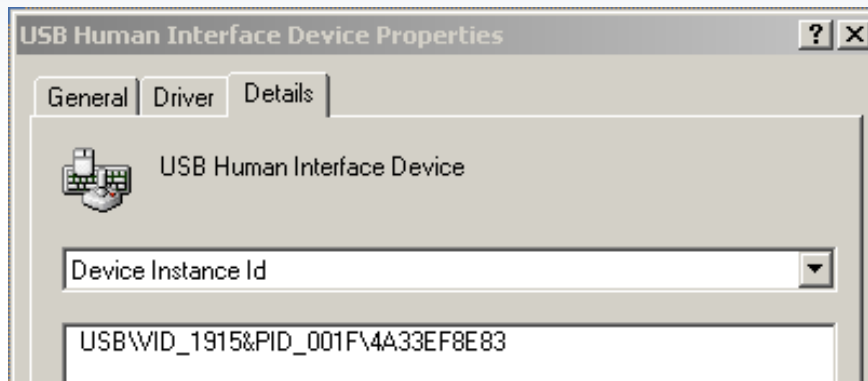 USB Human Interface Device Properties
General Driver Details
USB Human Interface Device
Device Instance Id
USB\VID_1915&PID_001F\4A33EF8E83